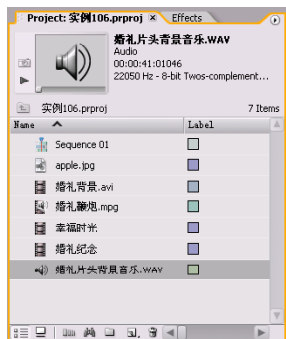 Project: 实例106.prproj × Effects
婚礼片头背景音乐.WAV
Audio
00:00:41:01046
22050 Hz - 8-bit Twos-complement...
实例106.prproj 7 Items
Name Label
Sequence 01
apple.jpg
婚礼背景.avi
婚礼鞭炮.mpg
幸福时光
婚礼纪念
婚礼片头背景音乐.WAV